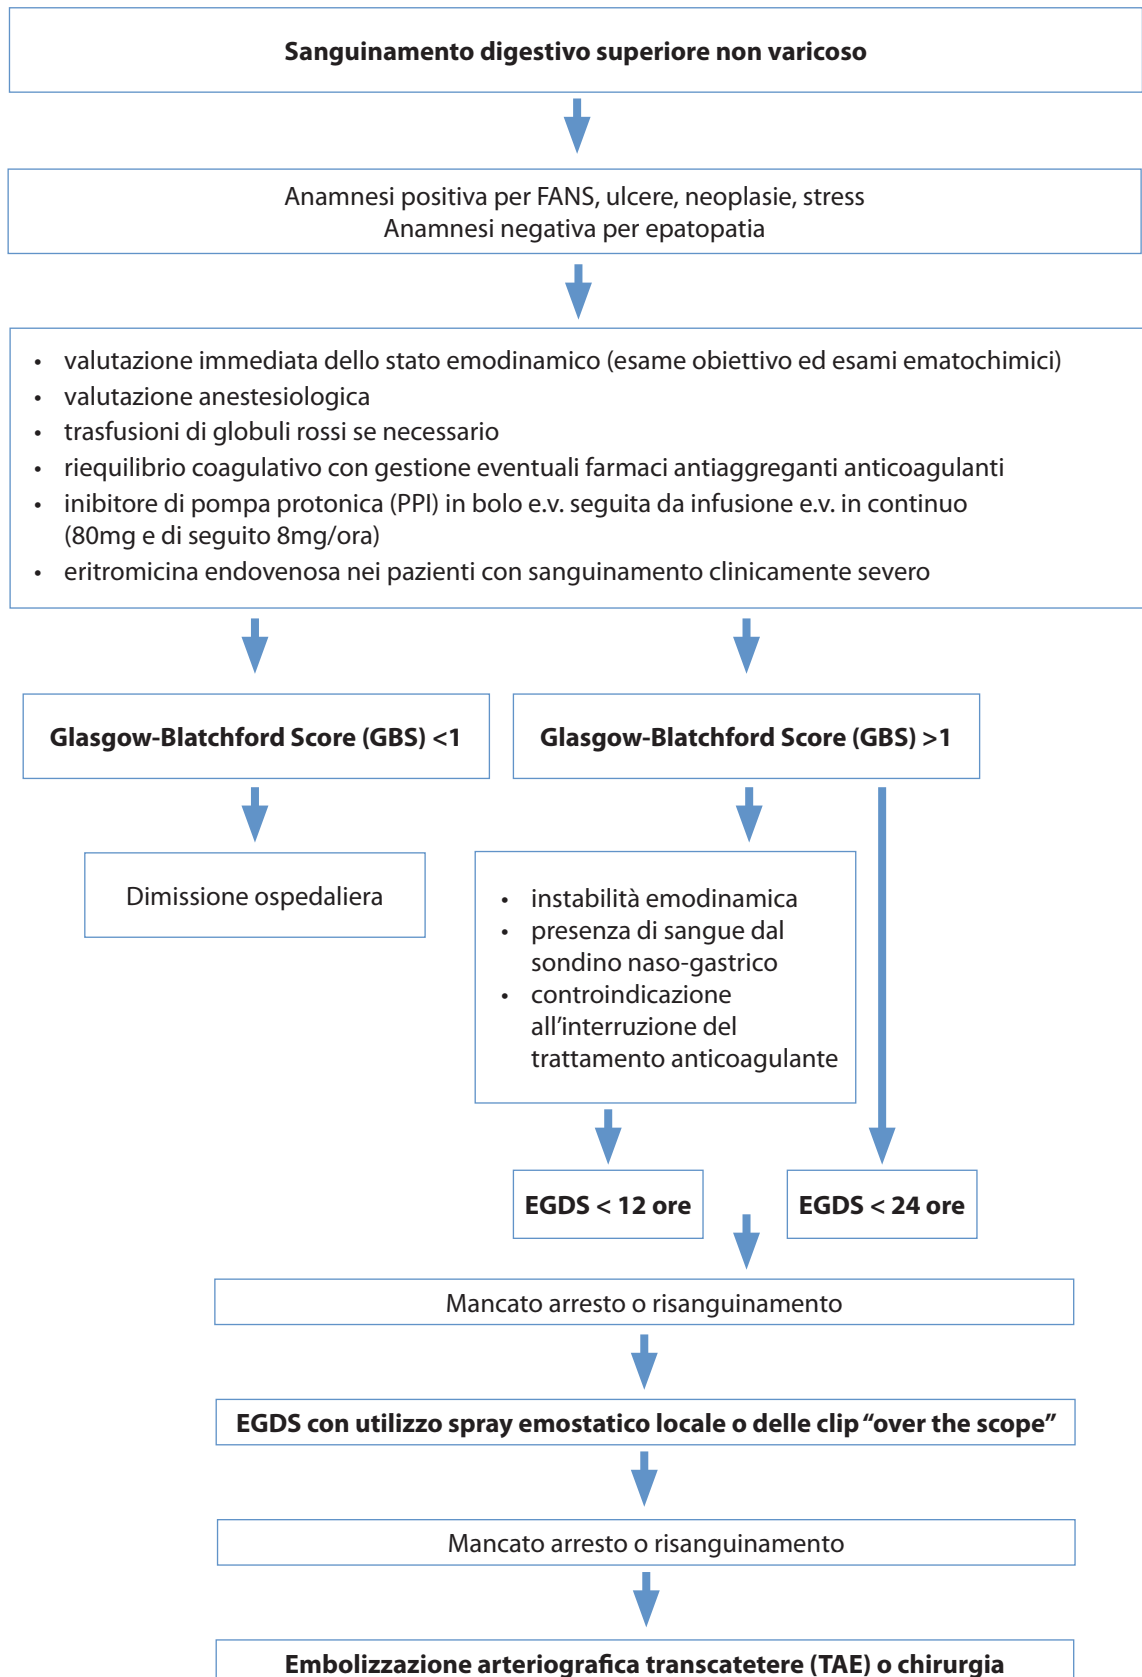 Sanguinamento digestivo superiore non varicoso
Anamnesi positiva per FANS, ulcere, neoplasie, stress
Anamnesi negativa per epatopatia
• valutazione immediata dello stato emodinamico (esame obiettivo ed esami ematochimici)
• valutazione anestesiologica
• trasfusioni di globuli rossi se necessario
• riequilibrio coagulativo con gestione eventuali farmaci antiaggreganti anticoagulanti
• inibitore di pompa protonica (PPI) in bolo e.v. seguita da infusione e.v. in continuo
(80mg e di seguito 8mg/ora)
• eritromicina endovenosa nei pazienti con sanguinamento clinicamente severo
Glasgow-Blatchford Score (GBS) <1
Glasgow-Blatchford Score (GBS) >1
Dimissione ospedaliera
• instabilità emodinamica
• presenza di sangue dal
sondino naso-gastrico
• controindicazione
all’interruzione del
trattamento anticoagulante
EGDS < 12 ore
EGDS < 24 ore
Mancato arresto o risanguinamento
EGDS con utilizzo spray emostatico locale o delle clip “over the scope”
Mancato arresto o risanguinamento
Embolizzazione arteriografica transcatetere (TAE) o chirurgia